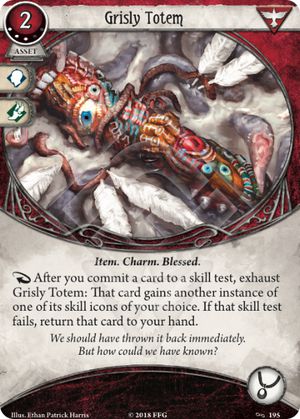 Grisly Totem
2
ASSET
Item. Charm. Blessed.
After you commit a card to a skill test, exhaust
Grisly Totem: That card gains another instance of
one of its skill icons of your choice. If that skill test
fails, return that card to your hand.
We should have thrown it back immediately.
But how could we have known?
Illus. Ethan Patrick Harris
© 2018 FFG
195